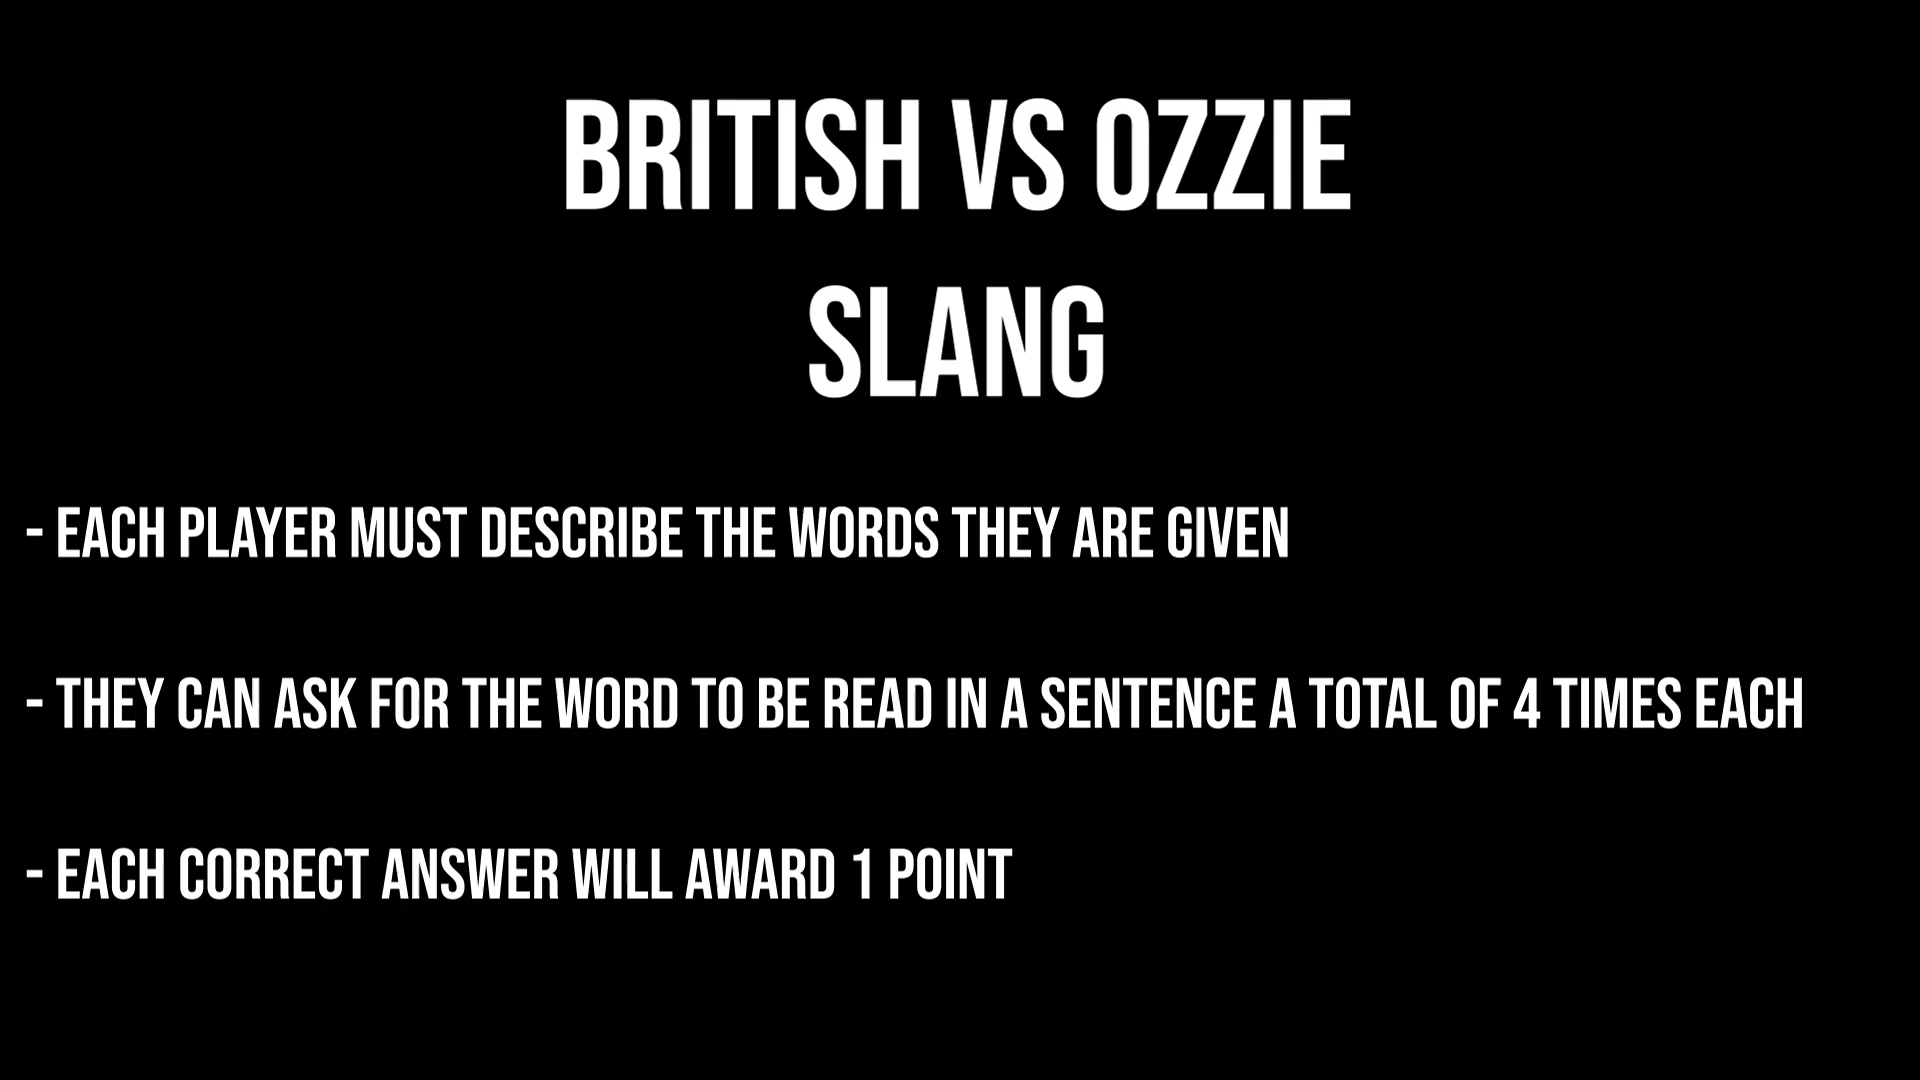 BRITISH VS OZZIE
SLANG
- EACH PLAYER MUST DESCRIBE THE WORDS THEY ARE GIVEN
- THEY CAN ASK FOR THE WORD TO BE READ IN A SENTENCE A TOTAL OF 4 TIMES EACH
- EACH CORRECT ANSWER WILL AWARD 1 POINT